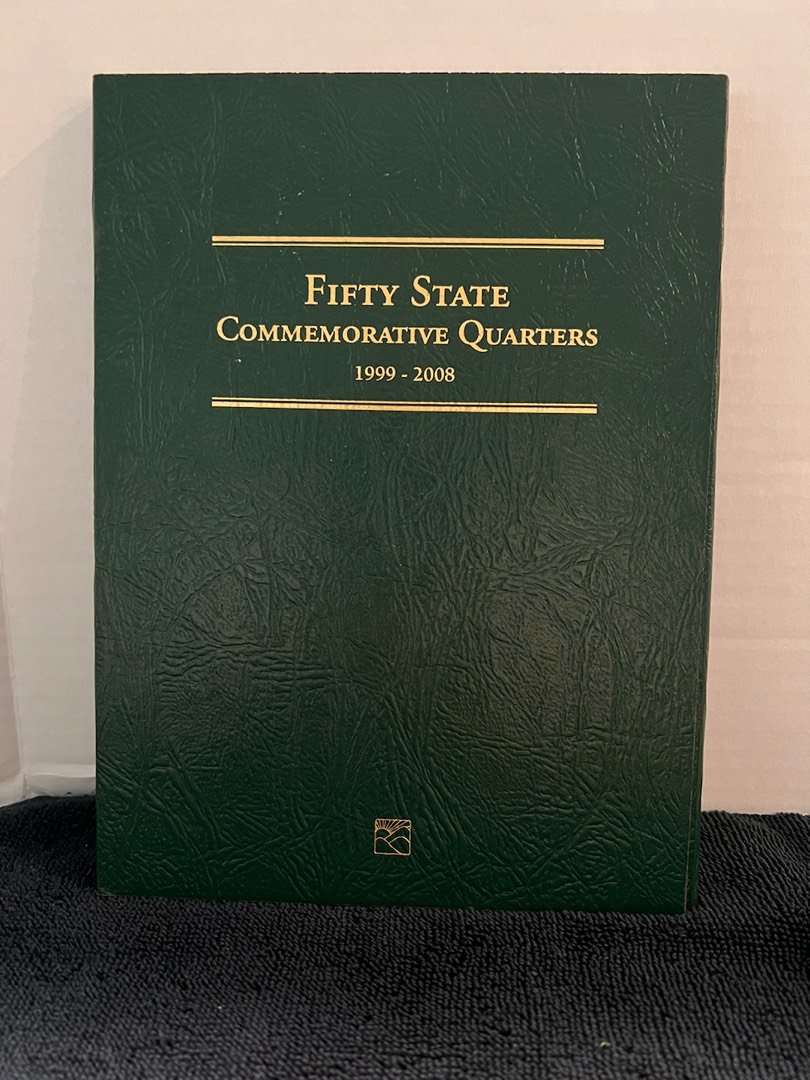 Fifty State
Commemorative Quarters
1999 - 2008